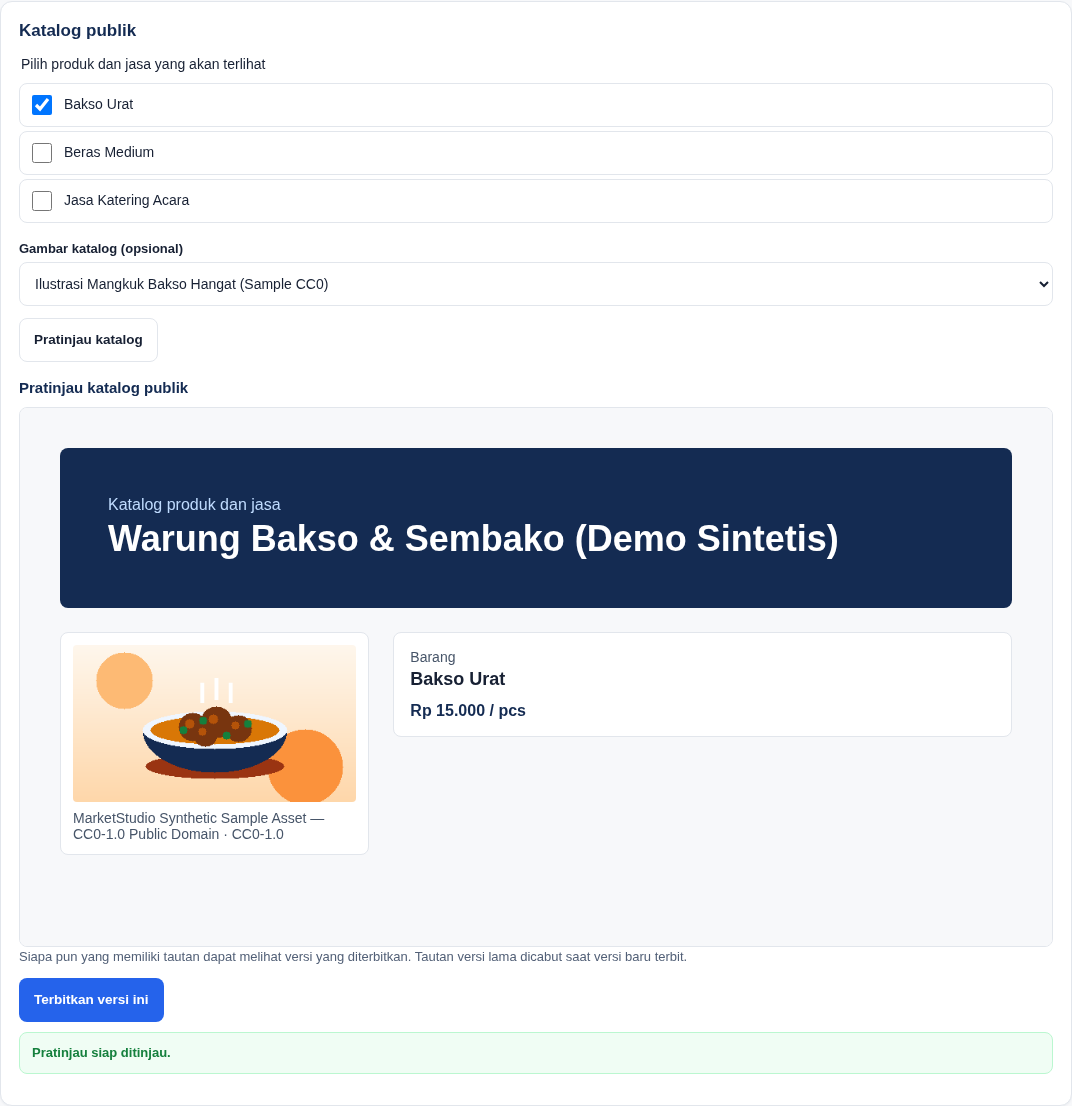 Katalog publik
Pilih produk dan jasa yang akan terlihat
Bakso Urat
Beras Medium
Jasa Katering Acara
Gambar katalog (opsional)
Ilustrasi Mangkuk Bakso Hangat (Sample CC0)
Pratinjau katalog
Pratinjau katalog publik
Katalog produk dan jasa
Warung Bakso & Sembako (Demo Sintetis)
MarketStudio Synthetic Sample Asset —
CC0-1.0 Public Domain · CC0-1.0
Barang
Bakso Urat
Rp 15.000 / pcs
Siapa pun yang memiliki tautan dapat melihat versi yang diterbitkan. Tautan versi lama dicabut saat versi baru terbit.
Terbitkan versi ini
Pratinjau siap ditinjau.